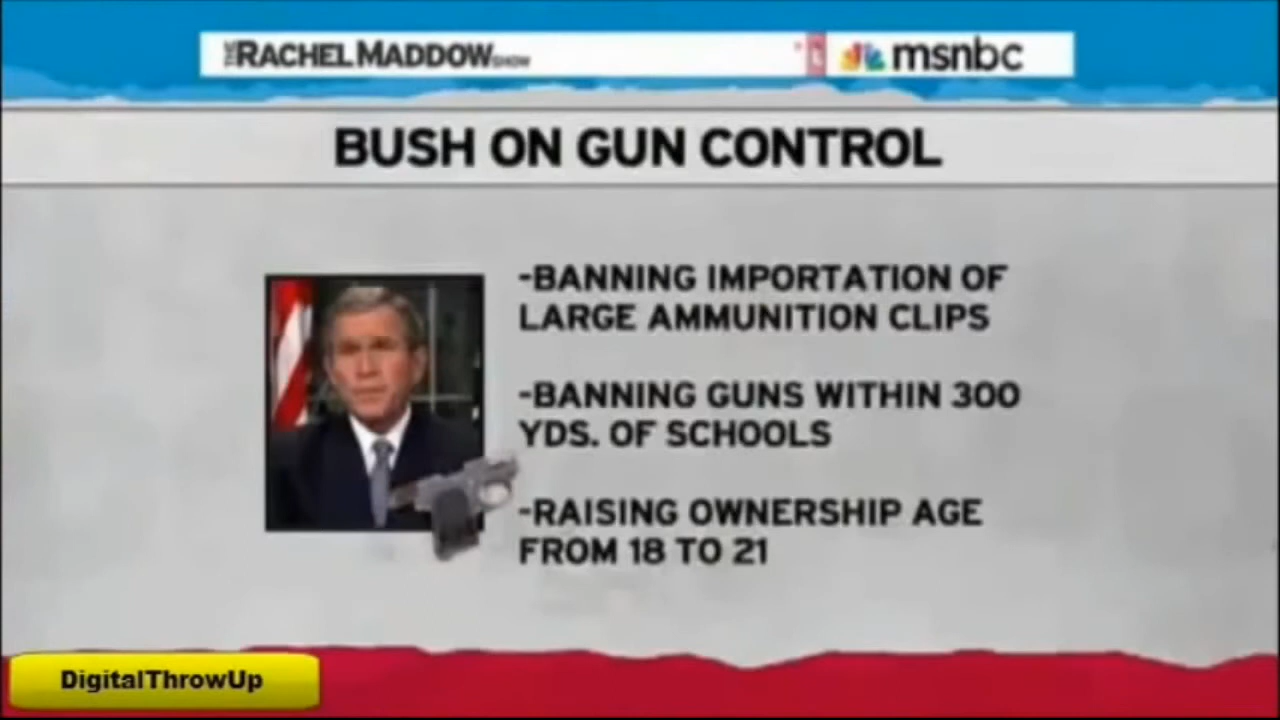 THE RACHEL MADDOW SHOW msnbc
BUSH ON GUN CONTROL
-BANNING IMPORTATION OF
LARGE AMMUNITION CLIPS
-BANNING GUNS WITHIN 300
YDS. OF SCHOOLS
-RAISING OWNERSHIP AGE
FROM 18 TO 21
DigitalThrowUp